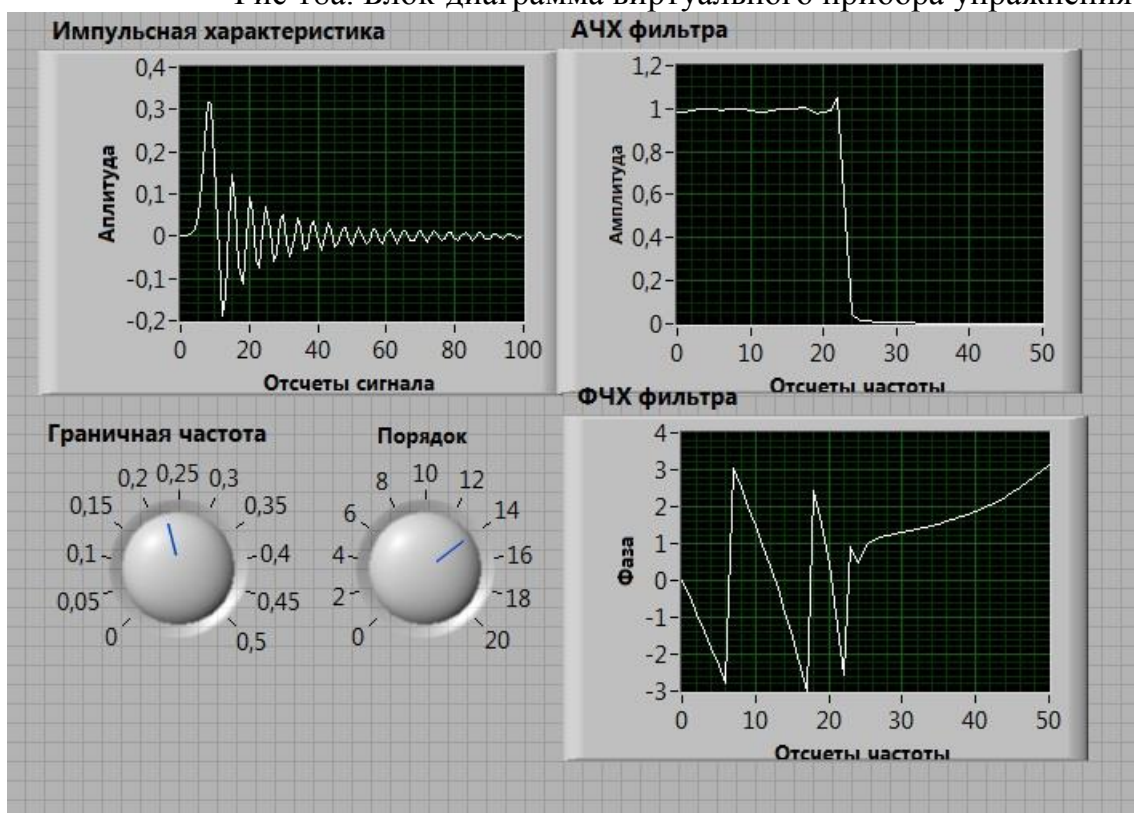 Рис 16а. Блок-диаграмма виртуального прибора упражнения
Импульсная характеристика
0,4
0,3
0,2
0,1
0
-0,1
-0,2
Аплитуда
0 20 40 60 80 100
Отсчеты сигнала
АЧХ фильтра
1,2
1
0,8
0,6
0,4
0,2
0
Амплитуда
0 10 20 30 40 50
Отсчеты частоты
Граничная частота
0 0,05 0,1 0,15 0,2 0,25 0,3 0,35 0,4 0,45 0,5
Порядок
0 2 4 6 8 10 12 14 16 18 20
ФЧХ фильтра
4
3
2
1
0
-1
-2
-3
Фаза
0 10 20 30 40 50
Отсчеты частоты